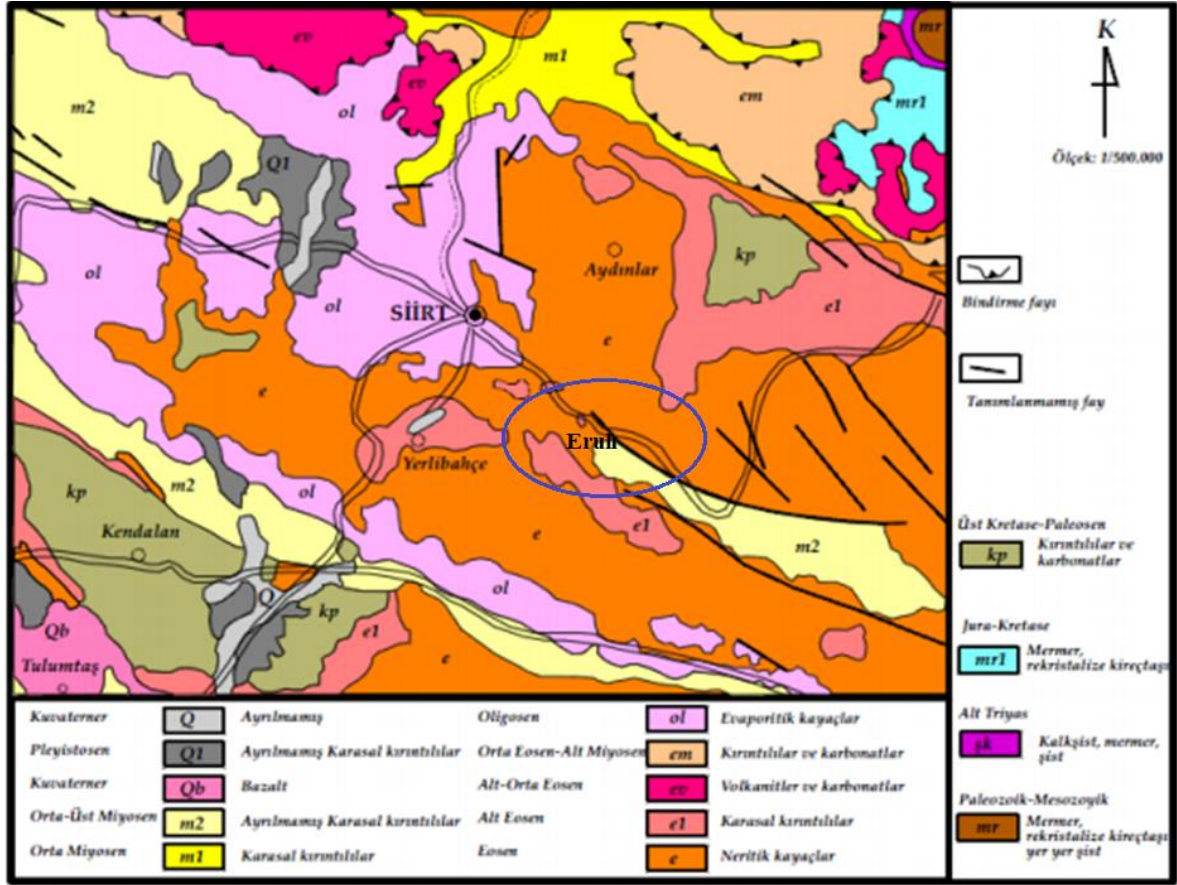 ev
m1
mr
K
ev
em
m2
ol
mr1
Ölçek: 1/500.000
Q1
ol
Aydınlar
kp
Bindirme fayı
ol
SİİRT
e1
e
e
Tanımlanmamış fay
Eruh
Yerlibahçe
kp
m2
ol
e1
e
Kendalan
m2
ol
Q
kp
e1
Qb
e
Tulumtaş
Üst Kretase-Paleosen
kp Kırıntılılar ve
karbonatlar
Jura-Kretase
mr1 Mermer,
rekristalize kireçtaşı
Alt Triyas
şk Kalkşist, mermer,
şist
Paleozoik-Mesozoyik
mr Mermer,
rekristalize kireçtaşı
yer yer şist
Kuvaterner Q Ayrılmamış
Pleyistosen Q1 Ayrılmamış Karasal kırıntılılar
Kuvaterner Qb Bazalt
Orta-Üst Miyosen m2 Ayrılmamış Karasal kırıntılılar
Orta Miyosen m1 Karasal kırıntılılar
Oligosen ol Evaporitik kayaçlar
Orta Eosen-Alt Miyosen em Kırıntılılar ve karbonatlar
Alt-Orta Eosen ev Volkanitler ve karbonatlar
Alt Eosen e1 Karasal kırıntılılar
Eosen e Neritik kayaçlar